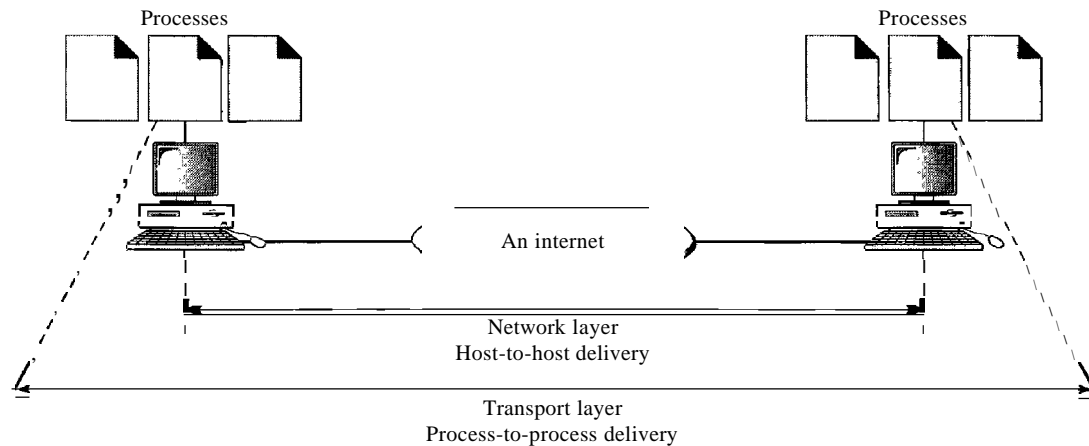 Processes
Processes
An internet
Network layer
Host-to-host delivery
Transport layer
Process-to-process delivery